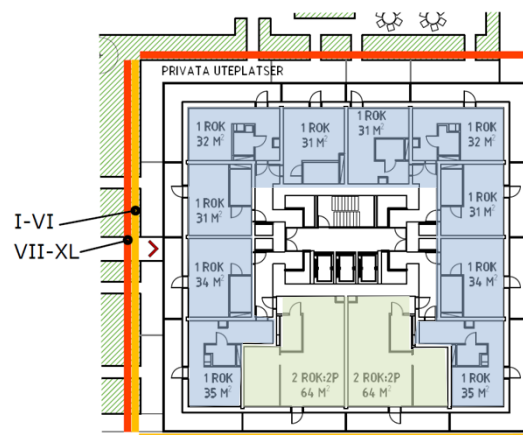 PRIVATA UTEPLATSER
1 ROK
32 M²
1 ROK
31 M²
1 ROK
31 M²
1 ROK
32 M²
1 ROK
31 M²
1 ROK
31 M²
I-VI
VII-XL
1 ROK
34 M²
1 ROK
34 M²
1 ROK
35 M²
2 ROK:2P
64 M²
2 ROK:2P
64 M²
1 ROK
35 M²